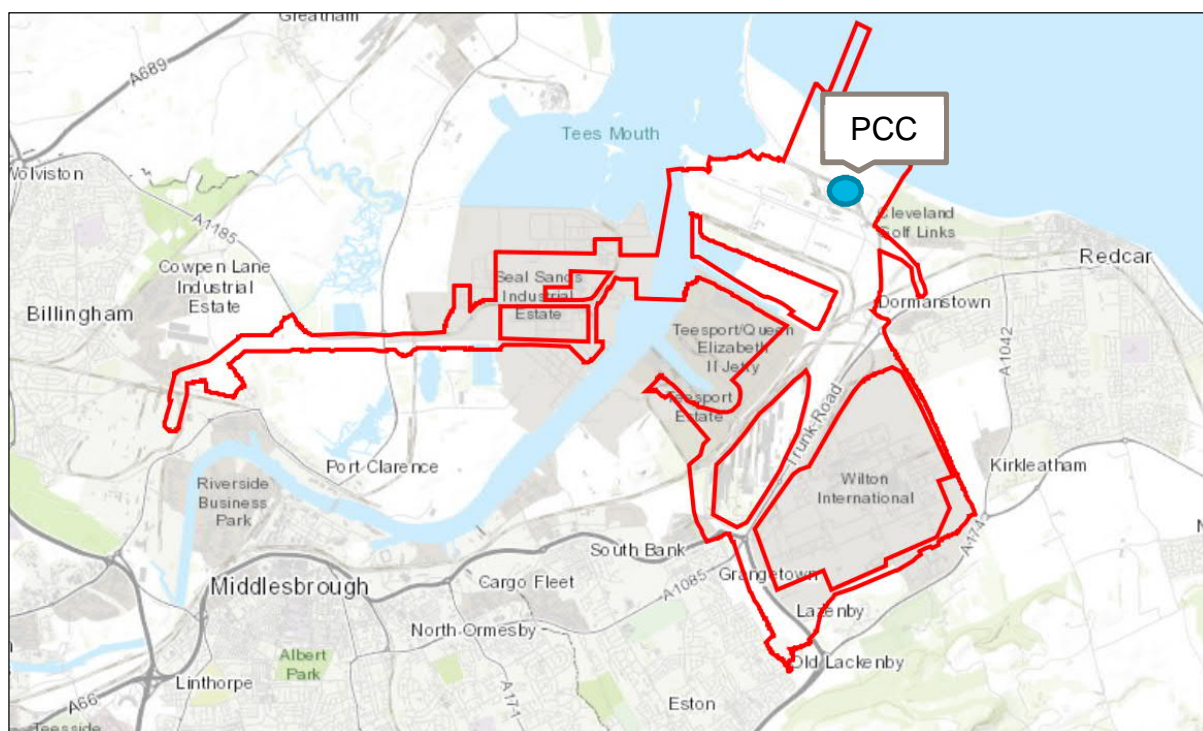 Greatham
A689
PCC
Tees Mouth
Wolviston
A1185
Cleveland
Golf Links
Redcar
Cowpen Lane
Industrial
Estate
Seal Sands
Industrial
Estate
Billingham
Dormanstown
Teesport/Queen
Elizabeth
II Jetty
A1042
Teesport
Estate
Trunk Road
Port Clarence
Kirkleatham
Riverside
Business
Park
Wilton
International
A174
South Bank
Middlesbrough
Cargo Fleet
A1085
Grangetown
Lazenby
North Ormesby
Albert
Park
Old Lackenby
Linthorpe
A66
A171
Eston
Teesside